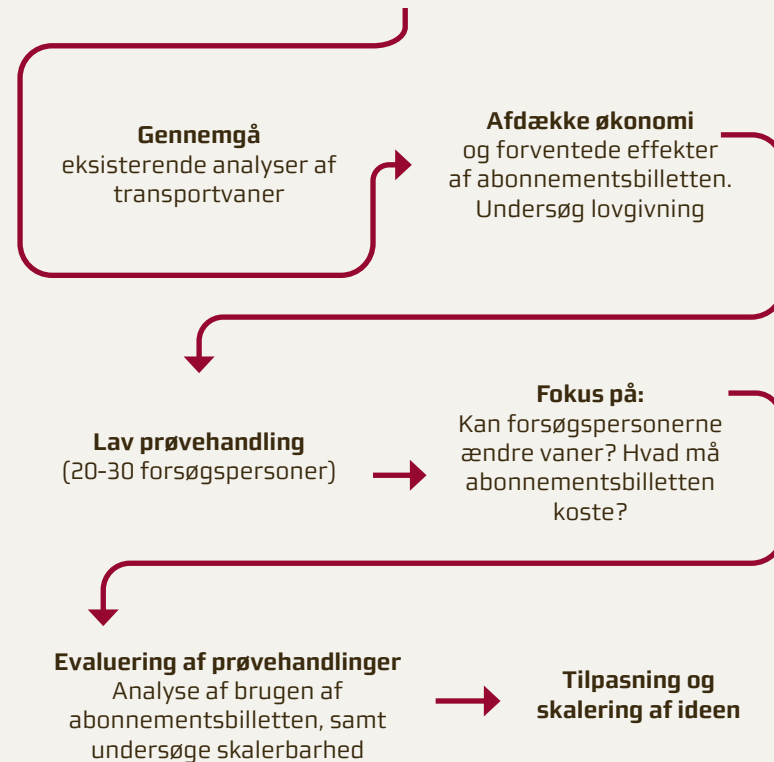 Gennemgå
eksisterende analyser af
transportvaner
Afdække økonomi
og forventede effekter
af abonnementsbilletten.
Undersøg lovgivning
Lav prøvehandling
(20-30 forsøgspersoner)
Fokus på:
Kan forsøgspersonerne
ændre vaner? Hvad må
abonnementsbilletten
koste?
Evaluering af prøvehandlinger
Analyse af brugen af
abonnementsbilletten, samt
undersøge skalerbarhed
Tilpasning og
skalering af ideen